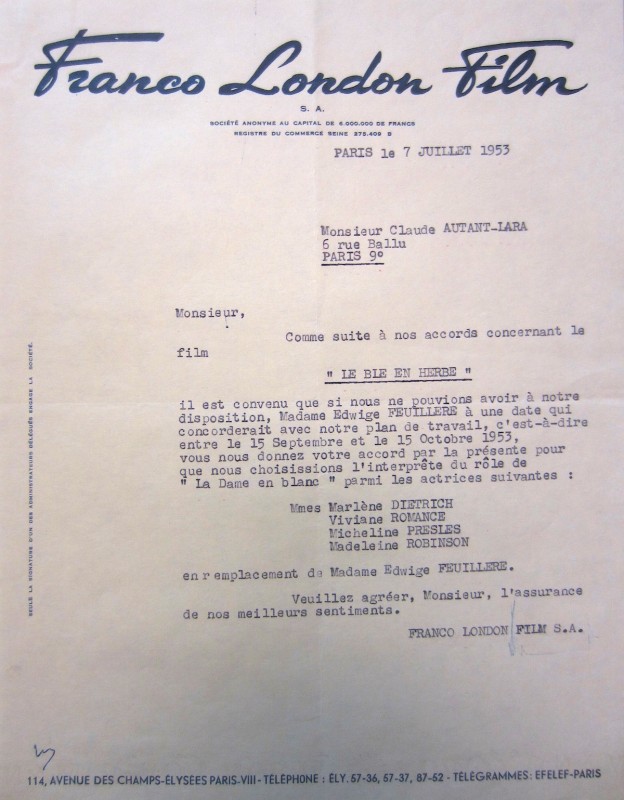 Franco London Film
S. A.
SOCIÉTÉ ANONYME AU CAPITAL DE 6.000.000 DE FRANCS
REGISTRE DU COMMERCE SEINE 275.409 B
PARIS le 7 JUILLET 1953
Monsieur Claude AUTANT-LARA
6 rue Ballu
PARIS 9°
Monsieur,
Comme suite à nos accords concernant le
film
" LE BLE EN HERBE "
il est convenu que si nous ne pouvions avoir à notre
disposition, Madame Edwige FEUILLERE à une date qui
concorderait avec notre plan de travail, c'est-à-dire
entre le 15 Septembre et le 15 Octobre 1953,
vous nous donnez votre accord par la présente pour
que nous choisissions l'interprête du rôle de
" La Dame en blanc " parmi les actrices suivantes :
Mmes Marlène DIETRICH
Viviane ROMANCE
Micheline PRESLES
Madeleine ROBINSON
en remplacement de Madame Edwige FEUILLERE.
Veuillez agréer, Monsieur, l'assurance
de nos meilleurs sentiments.
FRANCO LONDON FILM S.A.
SEULE LA SIGNATURE D'UN DES ADMINISTRATEURS DÉLÉGUÉS ENGAGE LA SOCIÉTÉ.
114, AVENUE DES CHAMPS-ÉLYSÉES PARIS-VIII - TÉLÉPHONE : ÉLY. 57-36, 57-37, 87-52 - TÉLÉGRAMMES : EFELEF-PARIS